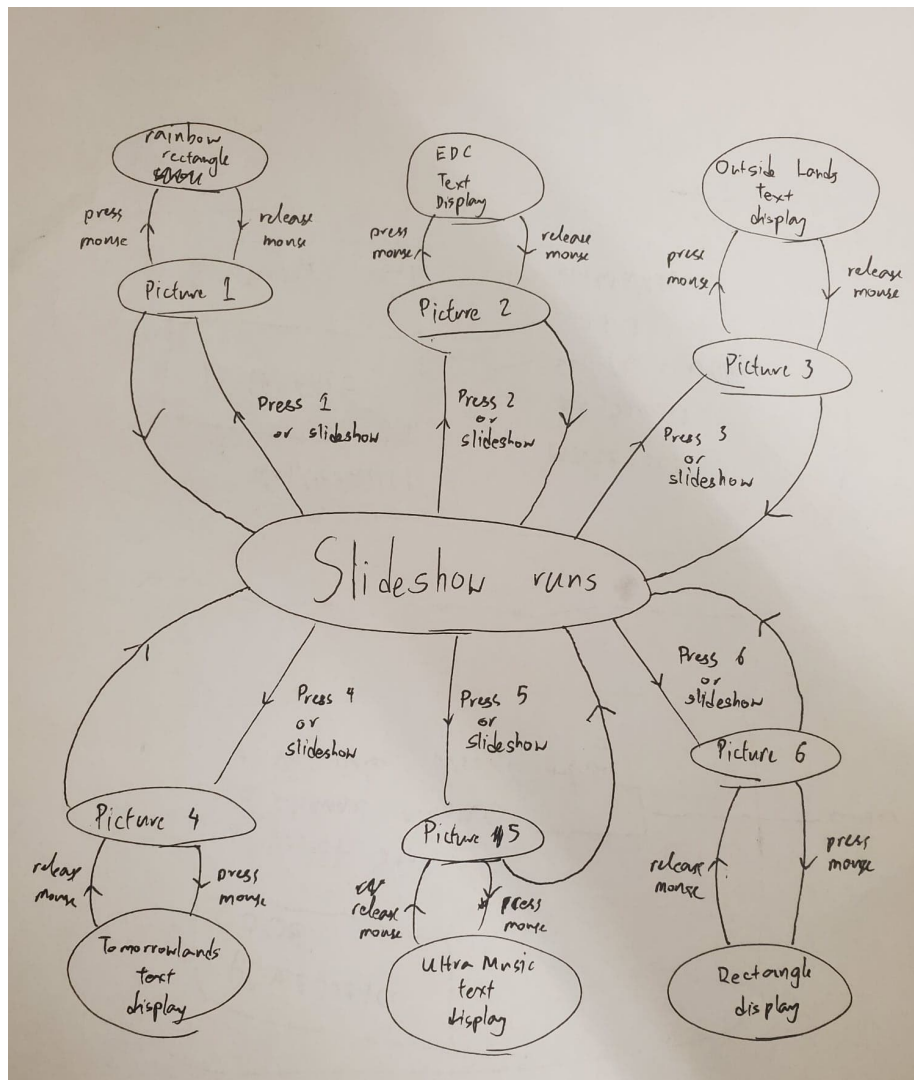 rainbow
rectangle
EDC
Text
Display
Outside Lands
text
display
press
mouse
release
mouse
press
mouse
release
mouse
press
mouse
release
mouse
Picture 1
Picture 2
Picture 3
Press 1
or slideshow
Press 2
or
slideshow
Press 3
or
slideshow
Slideshow runs
Press 4
or
slideshow
Press 5
or
slideshow
Press 6
or
slideshow
Picture 4
Picture 5
Picture 6
release
mouse
press
mouse
release
mouse
press
mouse
release
mouse
press
mouse
Tomorrowlands
text
display
Ultra Music
text
display
Rectangle
display